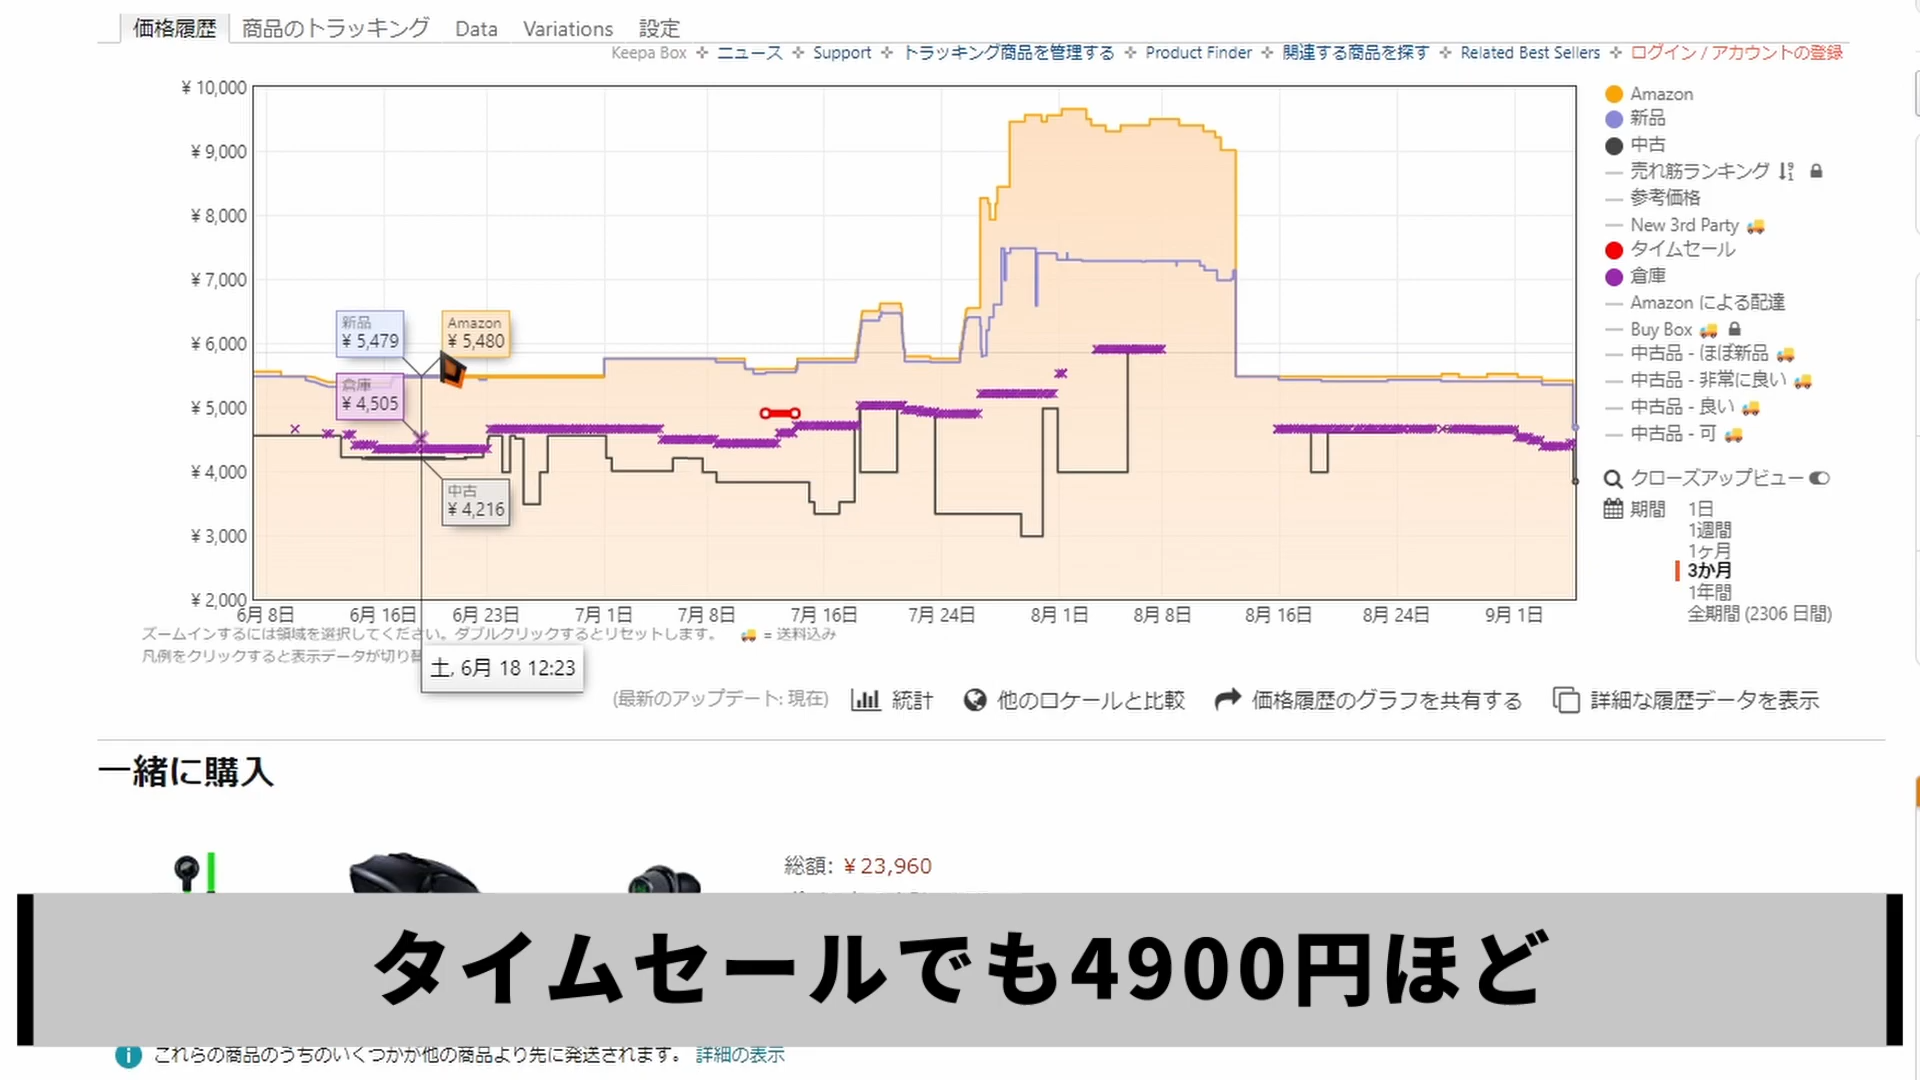 価格履歴 商品のトラッキング Data Variations 設定
Keepa Box ✧ ニュース ✧ Support ✧ トラッキング商品を管理する ✧ Product Finder ✧ 関連する商品を探す ✧ Related Best Sellers ✧ ログイン / アカウントの登録
¥ 10,000
¥ 9,000
¥ 8,000
¥ 7,000
¥ 6,000
¥ 5,000
¥ 4,000
¥ 3,000
¥ 2,000
新品
¥ 5,479
Amazon
¥ 5,480
倉庫
¥ 4,505
中古
¥ 4,216
6月 8日 6月 16日 6月 23日 7月 1日 7月 8日 7月 16日 7月 24日 8月 1日 8月 8日 8月 16日 8月 24日 9月 1日
土, 6月 18 12:23
Amazon
新品
中古
売れ筋ランキング
参考価格
New 3rd Party
タイムセール
倉庫
Amazon による配達
Buy Box
中古品 - ほぼ新品
中古品 - 非常に良い
中古品 - 良い
中古品 - 可
クローズアップビュー
期間 1日
1週間
1ヶ月
3か月
1年間
全期間 (2306 日間)
ズームインするには領域を選択してください。ダブルクリックするとリセットします。 = 送料込み
凡例をクリックすると表示データが切り替
(最新のアップデート: 現在) 統計 他のロケールと比較 価格履歴のグラフを共有する 詳細な履歴データを表示
一緒に購入
総額: ¥23,960
タイムセールでも4900円ほど
これらの商品のうちのいくつかが他の商品より先に発送されます。 詳細の表示